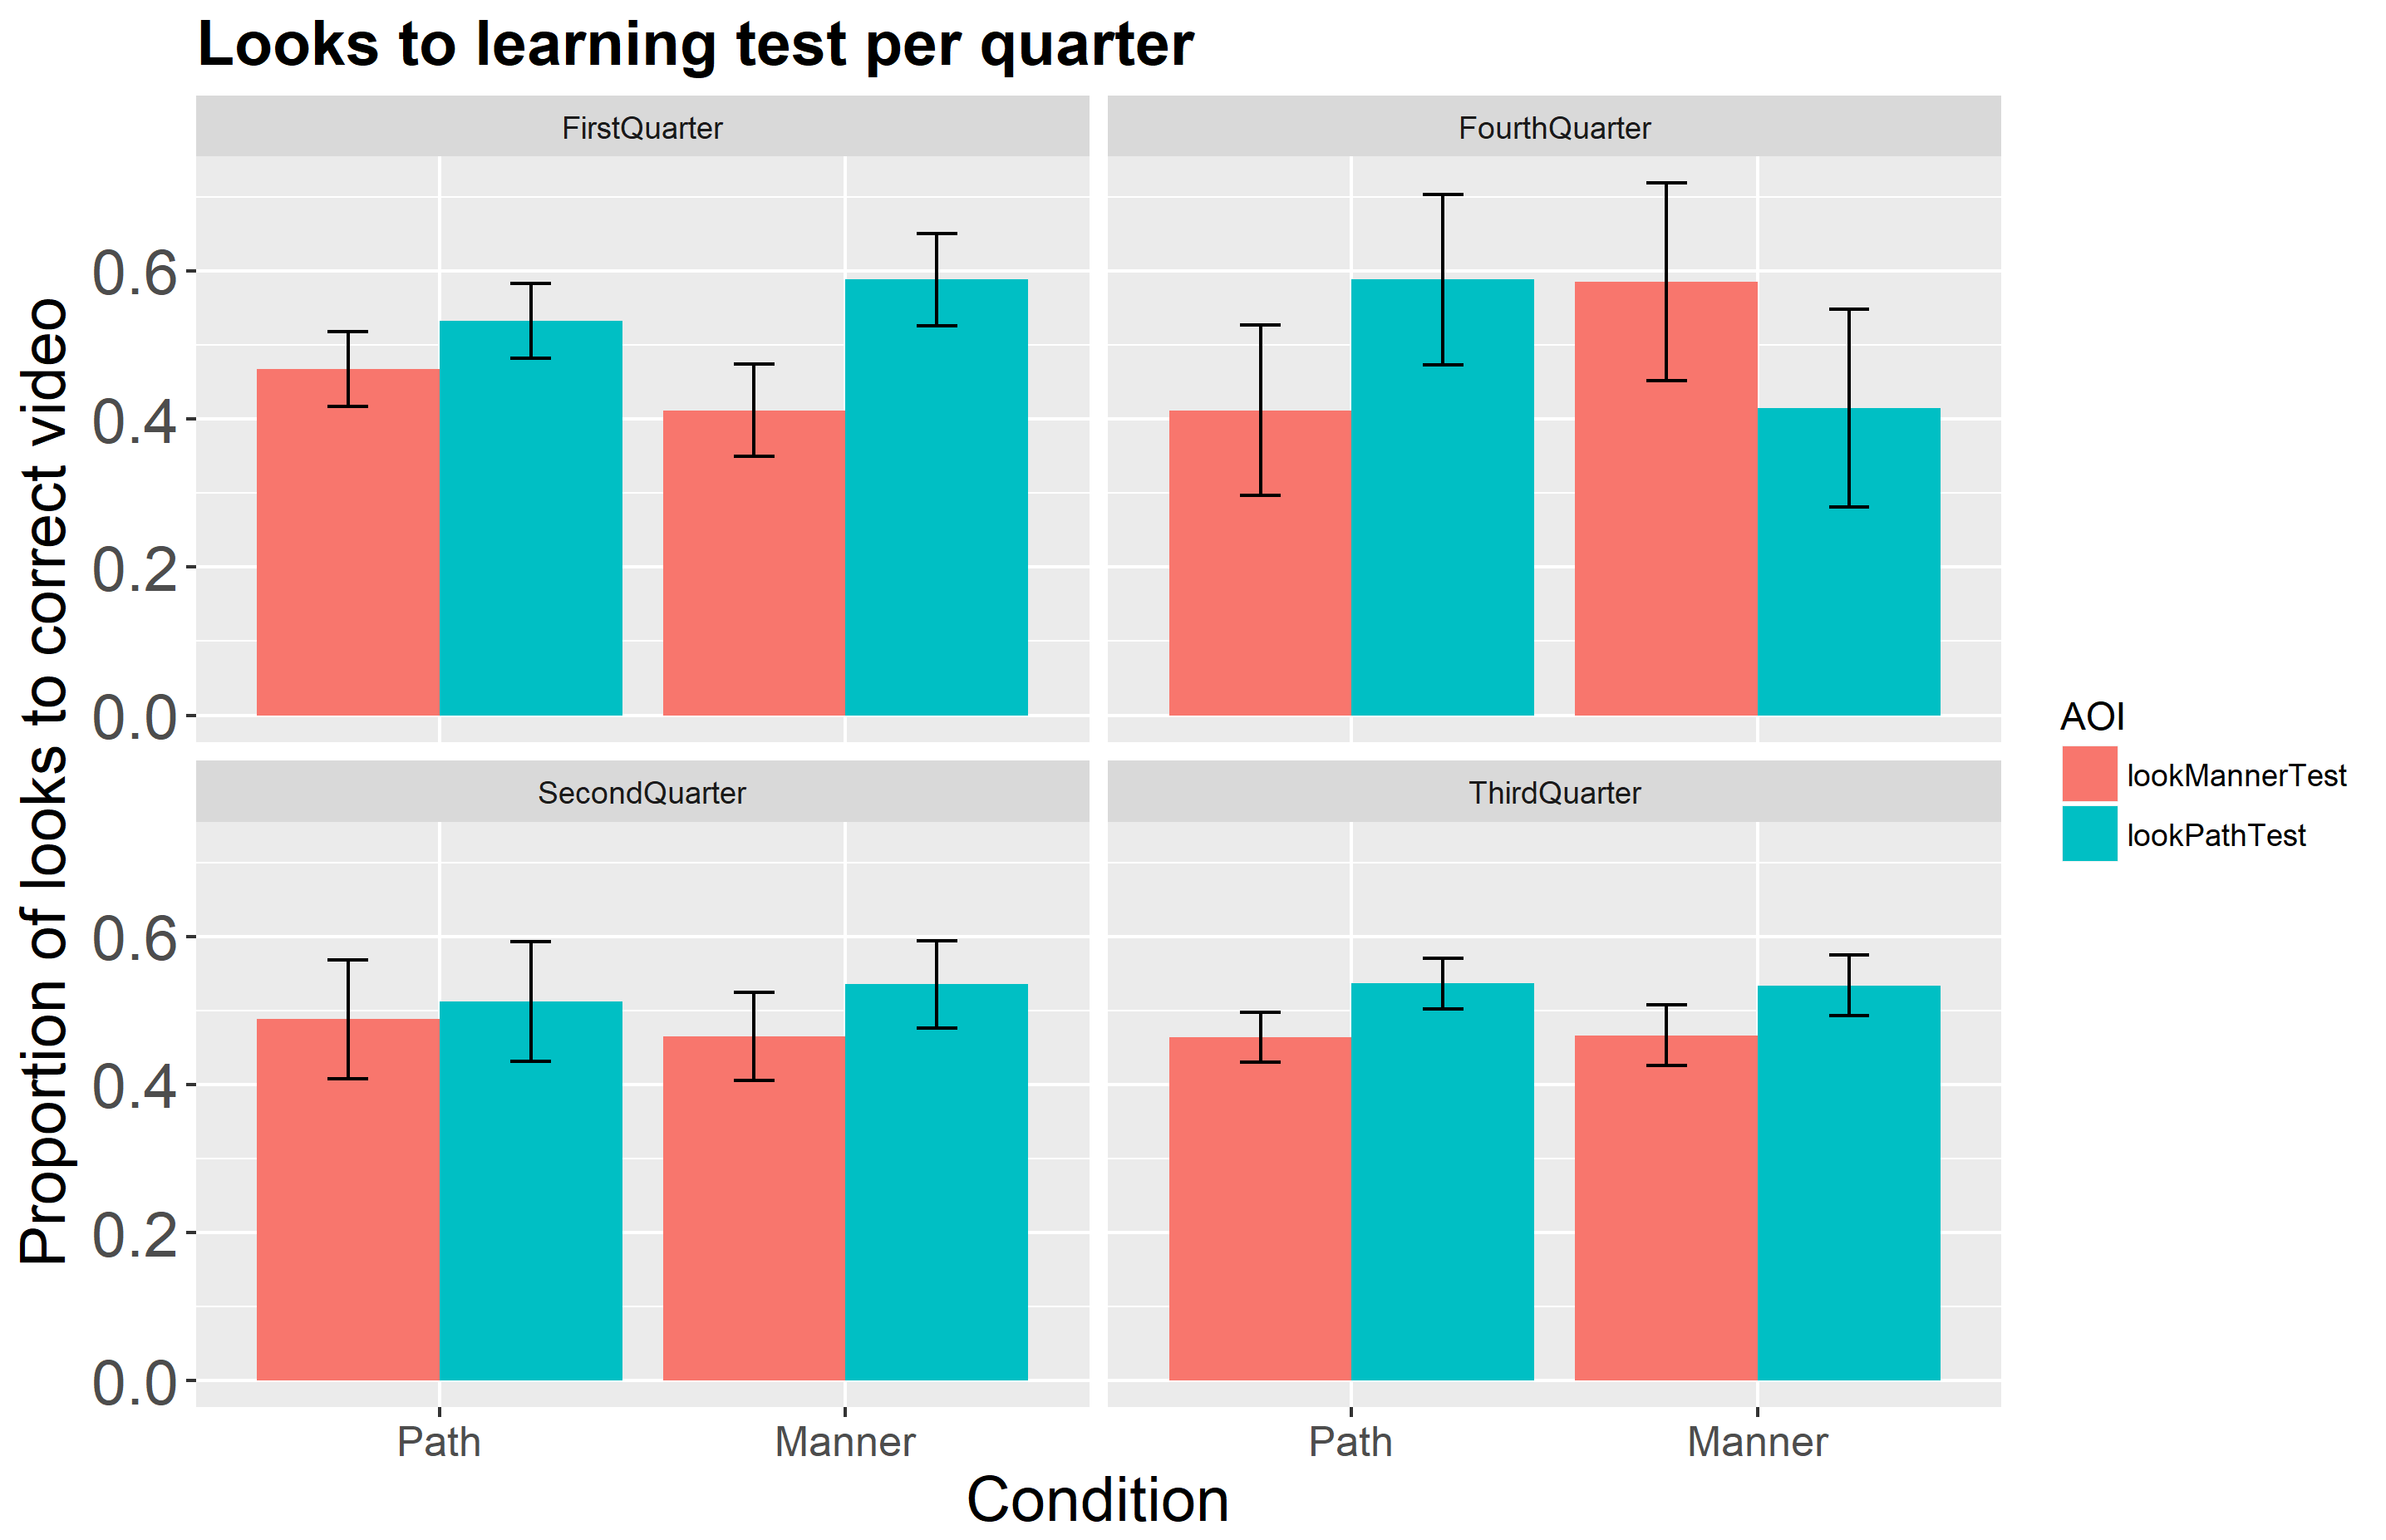 Looks to learning test per quarter
FirstQuarter
FourthQuarter
Proportion of looks to correct video
0.6
0.4
0.2
0.0
SecondQuarter
ThirdQuarter
0.6
0.4
0.2
0.0
Path
Manner
Path
Manner
Condition
AOI
lookMannerTest
lookPathTest